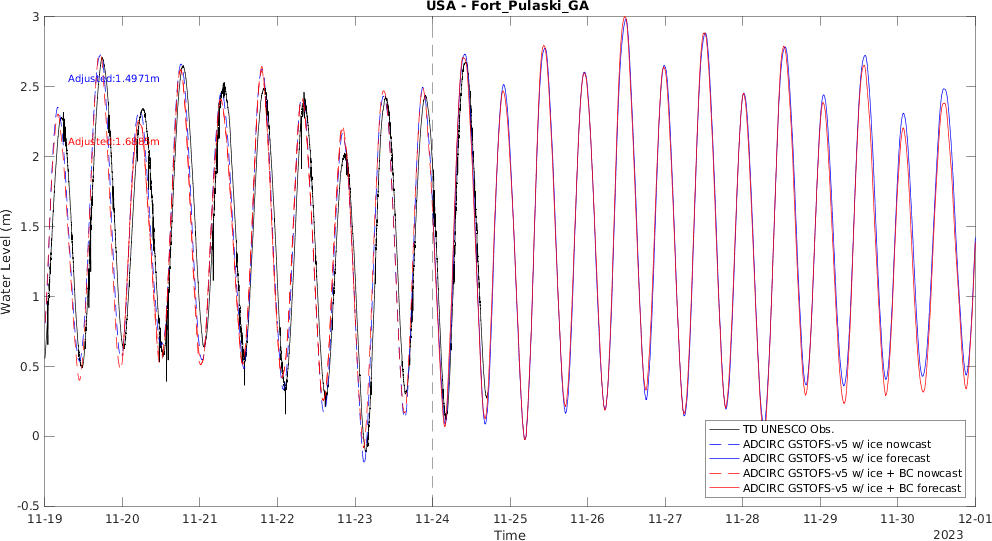 USA - Fort_Pulaski_GA
3
2.5
2
1.5
1
0.5
0
-0.5
Water Level (m)
Adjusted:1.4971m
TD UNESCO Obs.
ADCIRC GSTOFS-v5 w/ ice nowcast
ADCIRC GSTOFS-v5 w/ ice forecast
ADCIRC GSTOFS-v5 w/ ice + BC nowcast
ADCIRC GSTOFS-v5 w/ ice + BC forecast
11-19 11-20 11-21 11-22 11-23 11-24 11-25 11-26 11-27 11-28 11-29 11-30 12-01
Time
2023